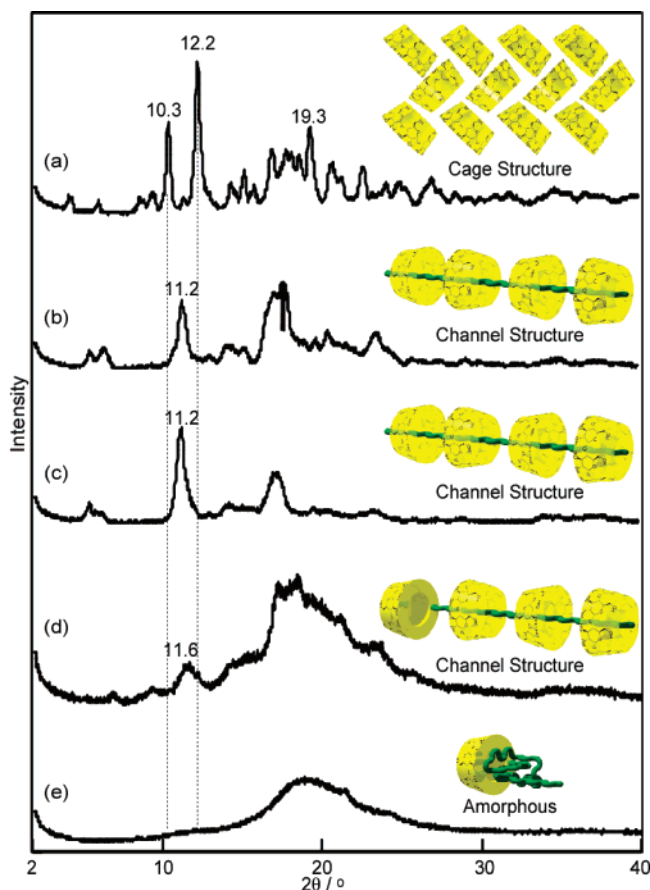 12.2
10.3
19.3
(a)
Cage Structure
(b)
11.2
Channel Structure
Intensity
(c)
11.2
Channel Structure
(d)
11.6
Channel Structure
(e)
Amorphous
2 10 20 30 40
2θ / º